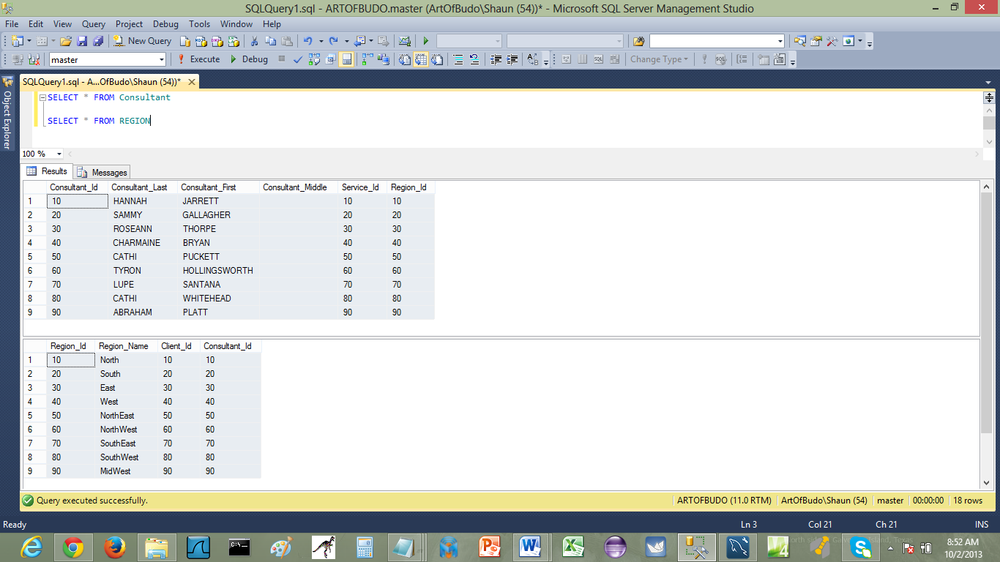 SQLQuery1.sql - ARTOFBUDO.master (ArtOfBudo\Shaun (54))* - Microsoft SQL Server Management Studio
File Edit View Query Project Debug Tools Window Help
New Query
master Execute Debug Change Type
SQLQuery1.sql - A...OfBudo\Shaun (54))*
Object Explorer
SELECT * FROM Consultant
SELECT * FROM REGION
100 %
Results Messages
Consultant_Id Consultant_Last Consultant_First Consultant_Middle Service_Id Region_Id
1 10 HANNAH JARRETT 10 10
2 20 SAMMY GALLAGHER 20 20
3 30 ROSEANN THORPE 30 30
4 40 CHARMAINE BRYAN 40 40
5 50 CATHI PUCKETT 50 50
6 60 TYRON HOLLINGSWORTH 60 60
7 70 LUPE SANTANA 70 70
8 80 CATHI WHITEHEAD 80 80
9 90 ABRAHAM PLATT 90 90
Region_Id Region_Name Client_Id Consultant_Id
1 10 North 10 10
2 20 South 20 20
3 30 East 30 30
4 40 West 40 40
5 50 NorthEast 50 50
6 60 NorthWest 60 60
7 70 SouthEast 70 70
8 80 SouthWest 80 80
9 90 MidWest 90 90
Query executed successfully. ARTOFBUDO (11.0 RTM) ArtOfBudo\Shaun (54) master 00:00:00 18 rows
Ready Ln 3 Col 21 Ch 21 INS
8:52 AM
10/2/2013